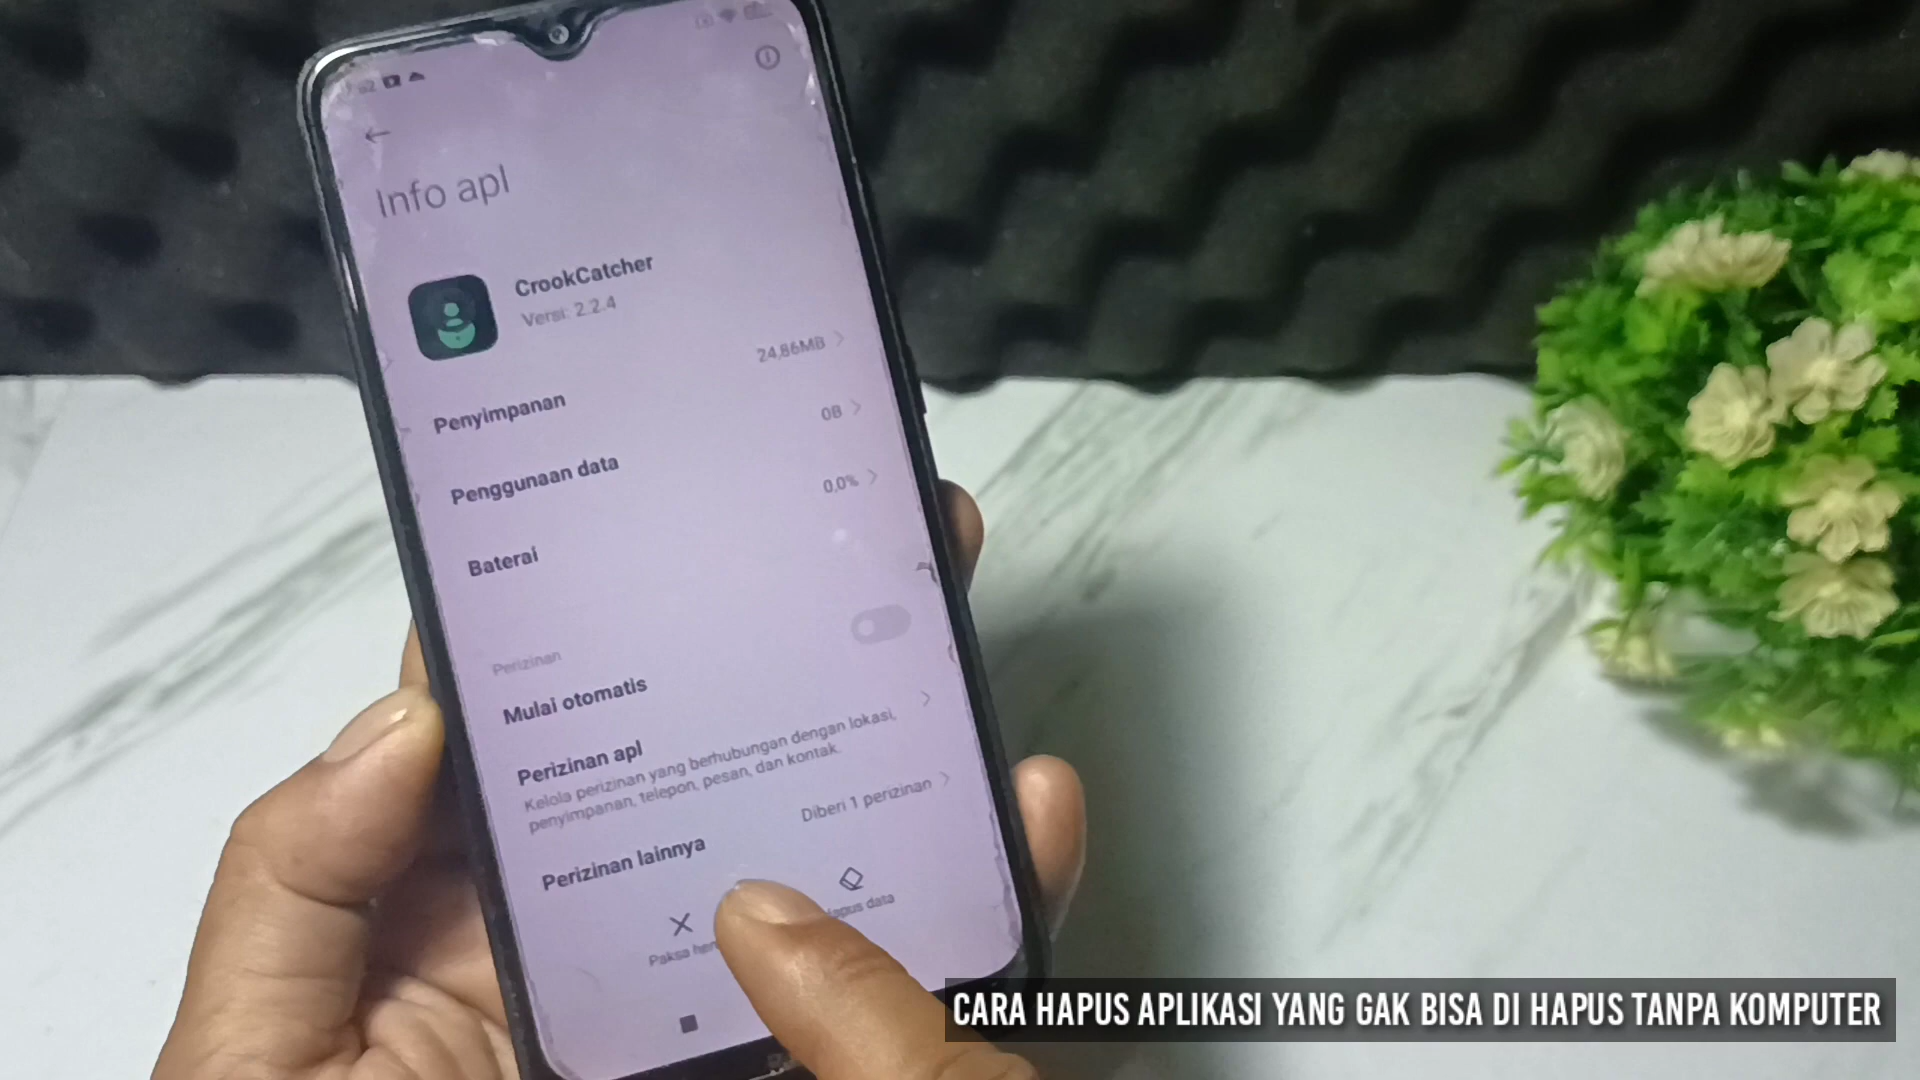 Info apl
CrookCatcher
Versi: 2.2.4
Penyimpanan 24,86MB
Penggunaan data 0B
Baterai 0,0%
Perizinan
Mulai otomatis
Perizinan apl
Kelola perizinan yang berhubungan dengan lokasi,
penyimpanan, telepon, pesan, dan kontak.
Perizinan lainnya Diberi 1 perizinan
Paksa data
CARA HAPUS APLIKASI YANG GAK BISA DI HAPUS TANPA KOMPUTER